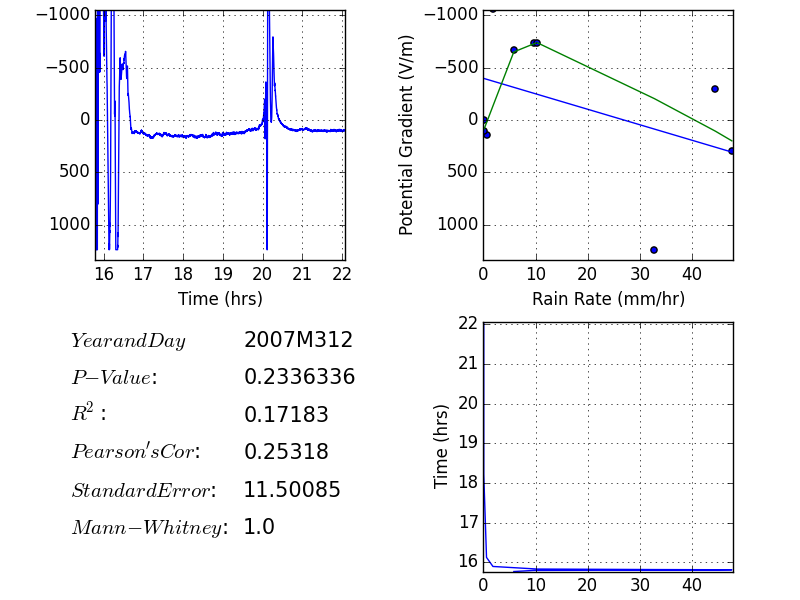 −1000
−500
0
500
1000
15 16 17 18 19 20 21 22
Time (hrs)
−1000
−500
0
500
1000
0 10 20 30 40
Rain Rate (mm/hr)
Potential Gradient (V/m)
YearandDay 2007M312
P−Value: 0.2336336
R²: 0.17183
Pearson'sCor: 0.25318
StandardError: 11.50085
Mann−Whitney: 1.0
22
21
20
19
18
17
16
0 10 20 30 40
Time (hrs)